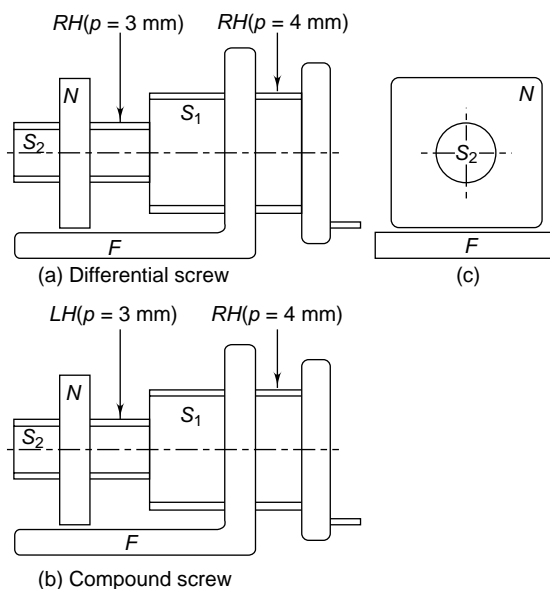 RH(p = 3 mm) RH(p = 4 mm)
N
S₁
S₂
F
(a) Differential screw
N
S₂
F
(c)
LH(p = 3 mm) RH(p = 4 mm)
N
S₁
S₂
F
(b) Compound screw